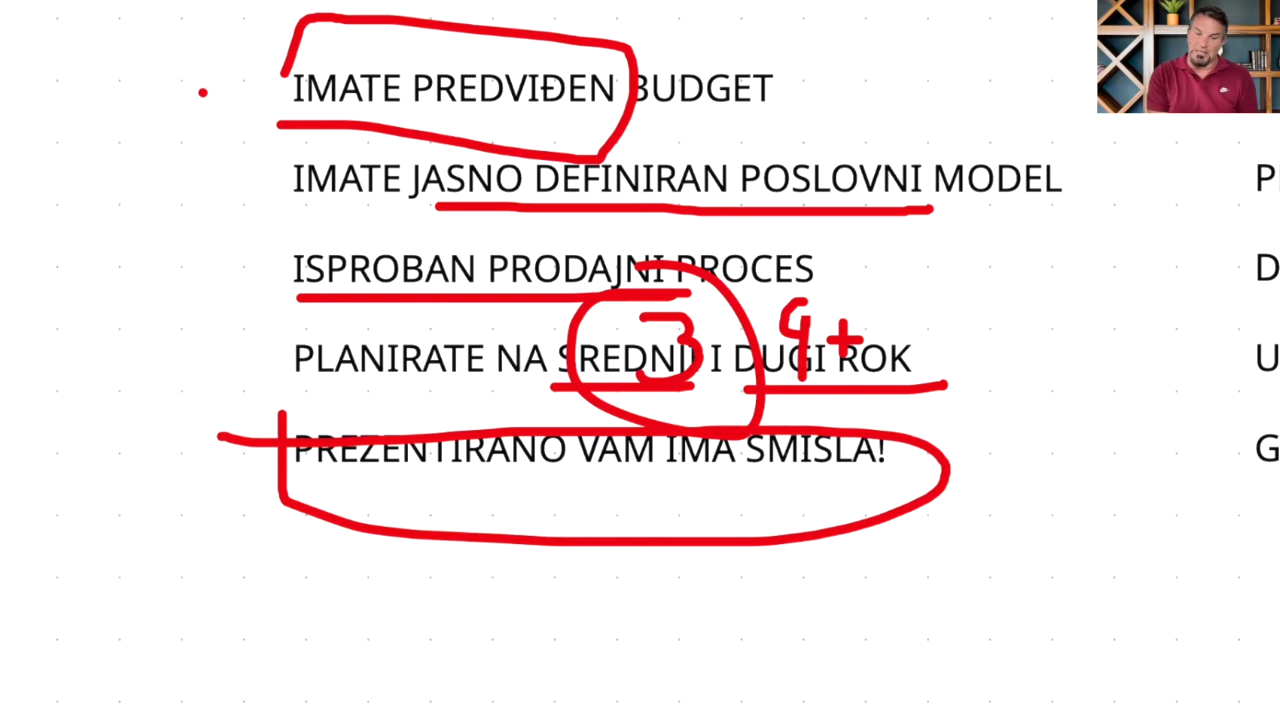 IMATE PREDVIĐEN BUDGET
IMATE JASNO DEFINIRAN POSLOVNI MODEL
ISPROBAN PRODAJNI PROCES
3 9+
PLANIRATE NA SREDNJI I DUGI ROK
PREZENTIRANO VAM IMA SMISLA!
D
U
G